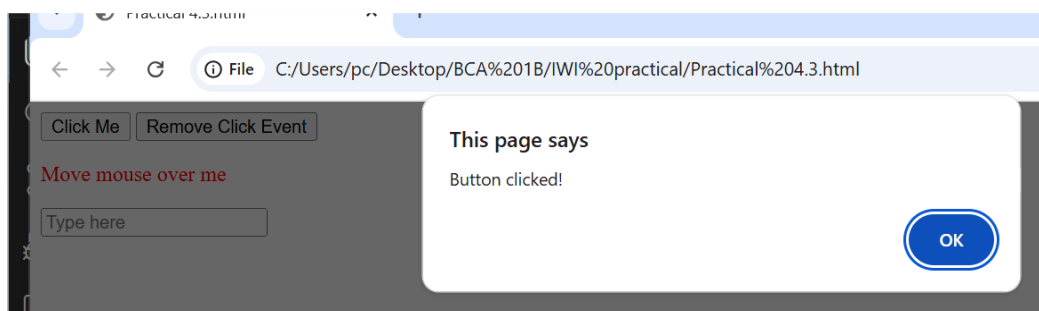 Practical 4.3.html
File C:/Users/pc/Desktop/BCA%201B/IWI%20practical/Practical%204.3.html
Click Me Remove Click Event
This page says
Move mouse over me
Button clicked!
Type here
OK